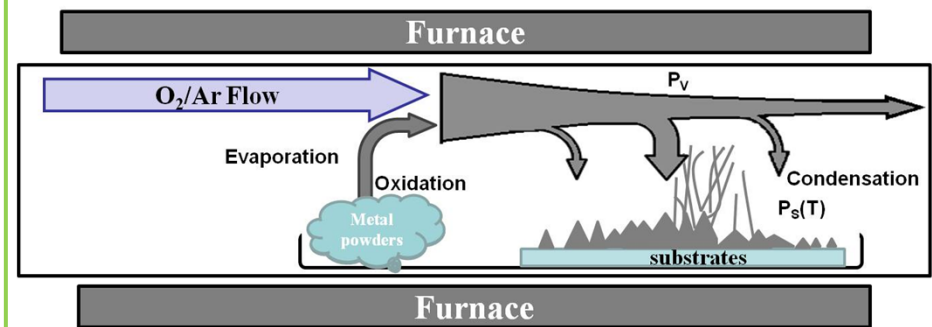 Furnace
O2/Ar Flow
PV
Evaporation
Oxidation
Condensation
PS(T)
Metal
powders
substrates
Furnace